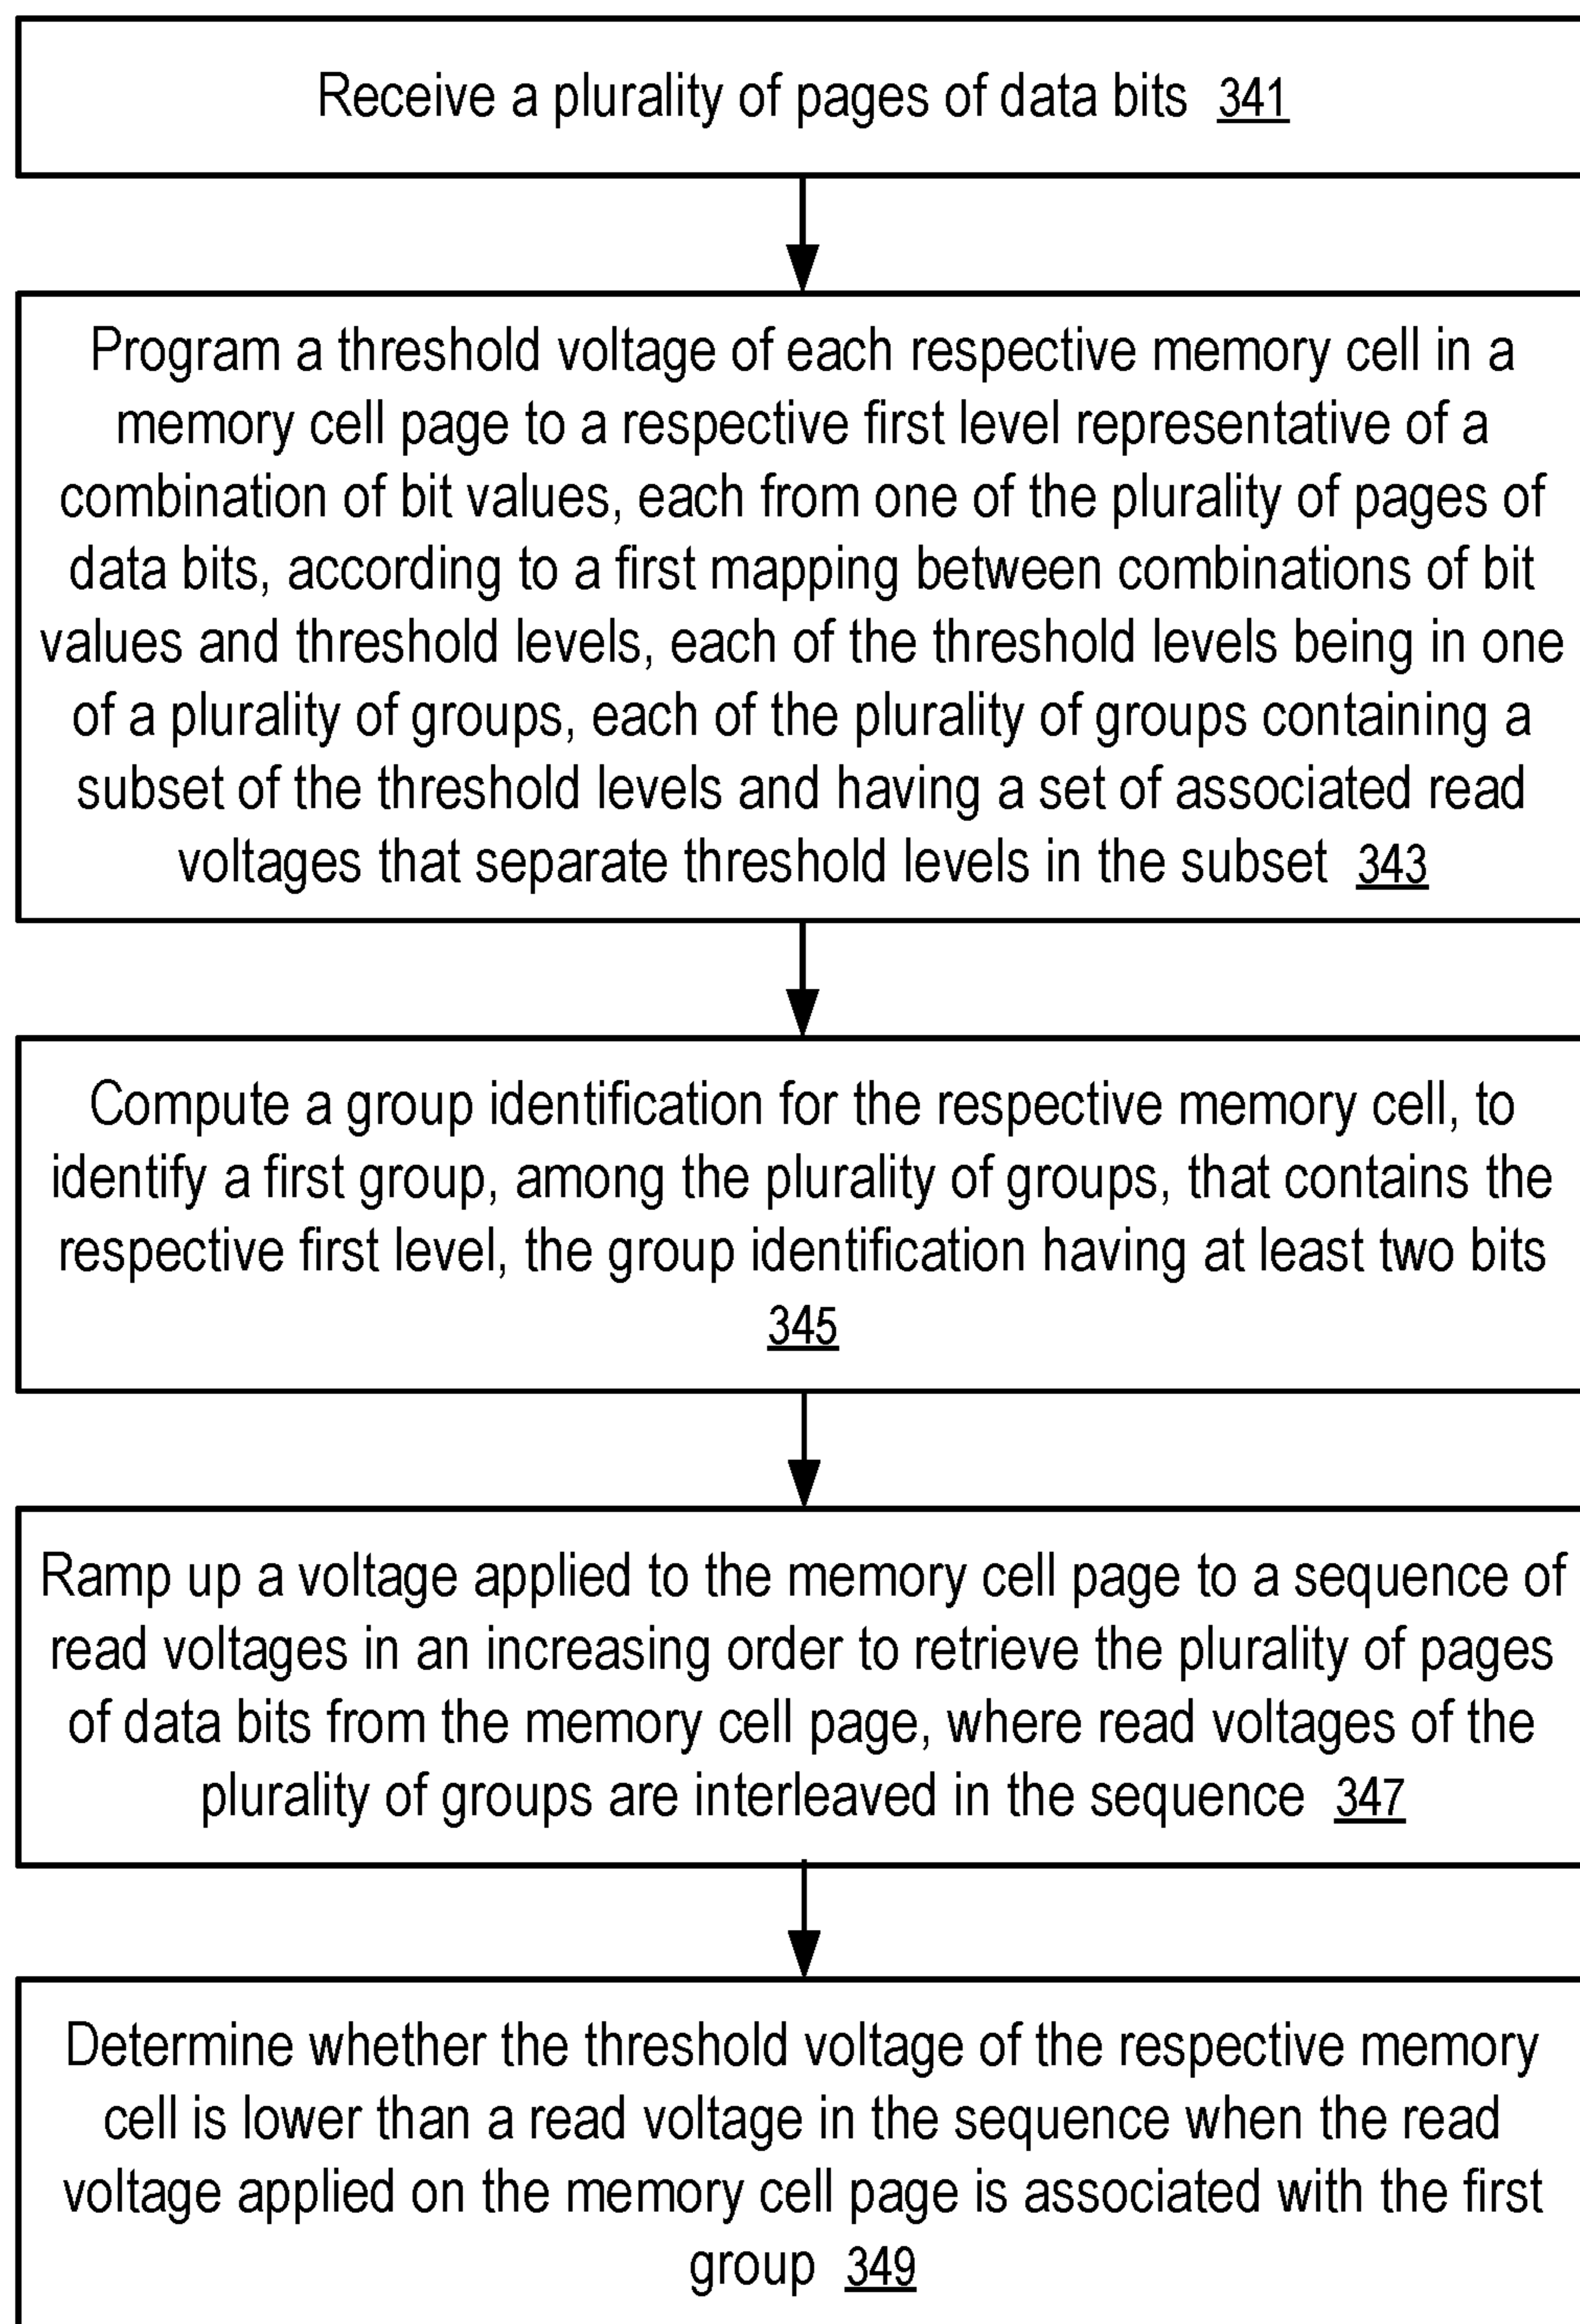 Receive a plurality of pages of data bits 341
Program a threshold voltage of each respective memory cell in a
memory cell page to a respective first level representative of a
combination of bit values, each from one of the plurality of pages of
data bits, according to a first mapping between combinations of bit
values and threshold levels, each of the threshold levels being in one
of a plurality of groups, each of the plurality of groups containing a
subset of the threshold levels and having a set of associated read
voltages that separate threshold levels in the subset 343
Compute a group identification for the respective memory cell, to
identify a first group, among the plurality of groups, that contains the
respective first level, the group identification having at least two bits
345
Ramp up a voltage applied to the memory cell page to a sequence of
read voltages in an increasing order to retrieve the plurality of pages
of data bits from the memory cell page, where read voltages of the
plurality of groups are interleaved in the sequence 347
Determine whether the threshold voltage of the respective memory
cell is lower than a read voltage in the sequence when the read
voltage applied on the memory cell page is associated with the first
group 349